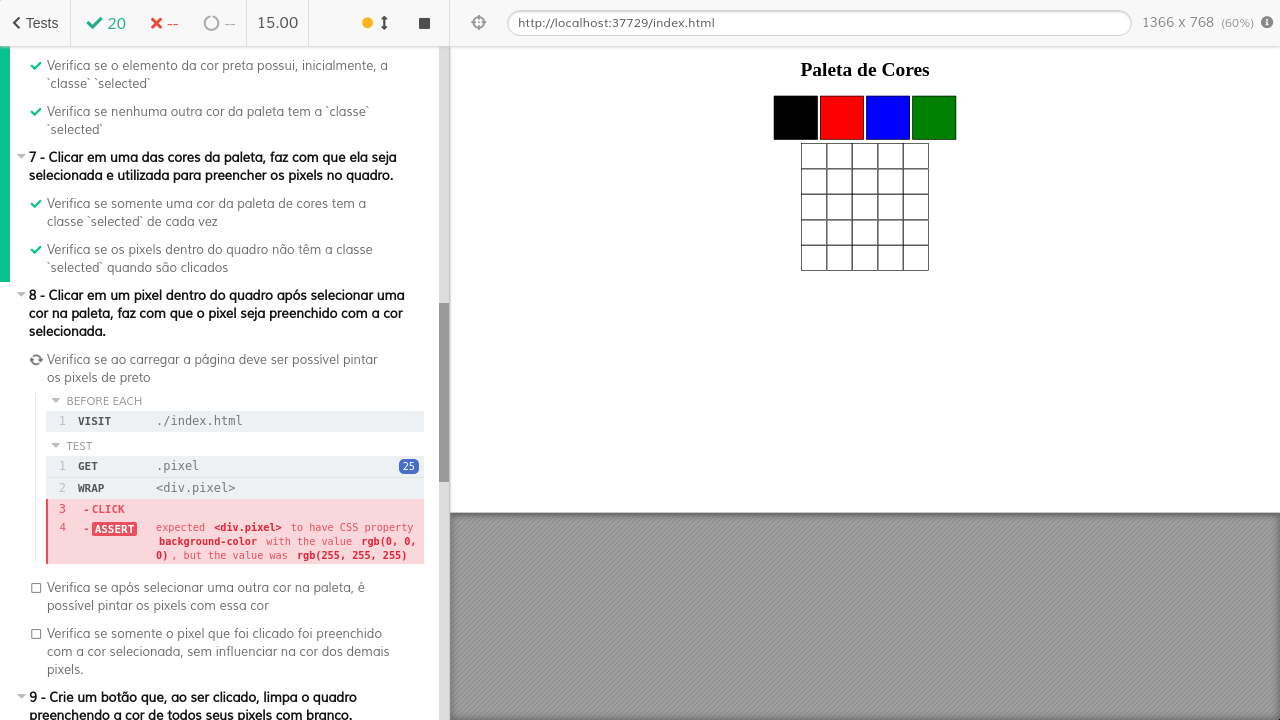 Tests
20
--
--
15.00
http://localhost:37729/index.html
1366 x 768 (60%)
Verifica se o elemento da cor preta possui, inicialmente, a
`classe` `selected`
Verifica se nenhuma outra cor da paleta tem a `classe`
`selected`
7 - Clicar em uma das cores da paleta, faz com que ela seja
selecionada e utilizada para preencher os pixels no quadro.
Verifica se somente uma cor da paleta de cores tem a
classe `selected` de cada vez
Verifica se os pixels dentro do quadro não têm a classe
`selected` quando são clicados
8 - Clicar em um pixel dentro do quadro após selecionar uma
cor na paleta, faz com que o pixel seja preenchido com a cor
selecionada.
Verifica se ao carregar a página deve ser possível pintar
os pixels de preto
BEFORE EACH
1 VISIT ./index.html
TEST
1 GET .pixel 25
2 WRAP <div.pixel>
3 -CLICK
4 -ASSERT expected <div.pixel> to have CSS property
background-color with the value rgb(0, 0,
0), but the value was rgb(255, 255, 255)
Verifica se após selecionar uma outra cor na paleta, é
possível pintar os pixels com essa cor
Verifica se somente o pixel que foi clicado foi preenchido
com a cor selecionada, sem influenciar na cor dos demais
pixels.
9 - Crie um botão que, ao ser clicado, limpa o quadro
preenchendo a cor de todos seus pixels com branco.
Paleta de Cores